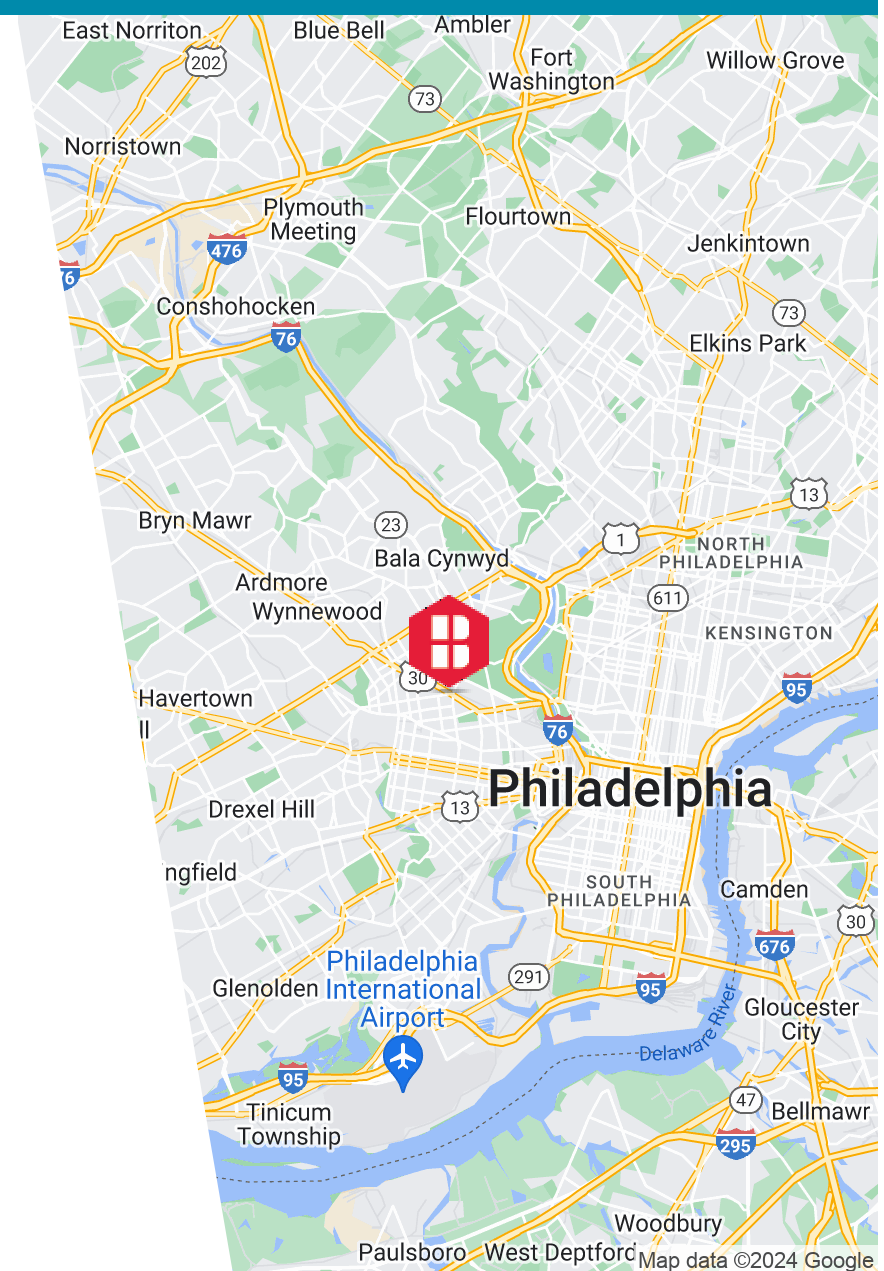 East Norriton
Blue Bell
Ambler
202
Fort
Washington
Willow Grove
73
Norristown
Plymouth
Meeting
Flourtown
476
Jenkintown
76
Conshohocken
73
76
Elkins Park
13
Bryn Mawr
23
1
NORTH
PHILADELPHIA
Bala Cynwyd
Ardmore
611
Wynnewood
KENSINGTON
30
95
Havertown
ll
76
Philadelphia
Drexel Hill
13
ingfield
SOUTH
PHILADELPHIA
Camden
30
676
Philadelphia
International
Airport
291
Glenolden
95
Gloucester
City
Delaware River
95
47
Tinicum
Township
Bellmawr
295
Woodbury
Paulsboro
West Deptford
Map data ©2024 Google